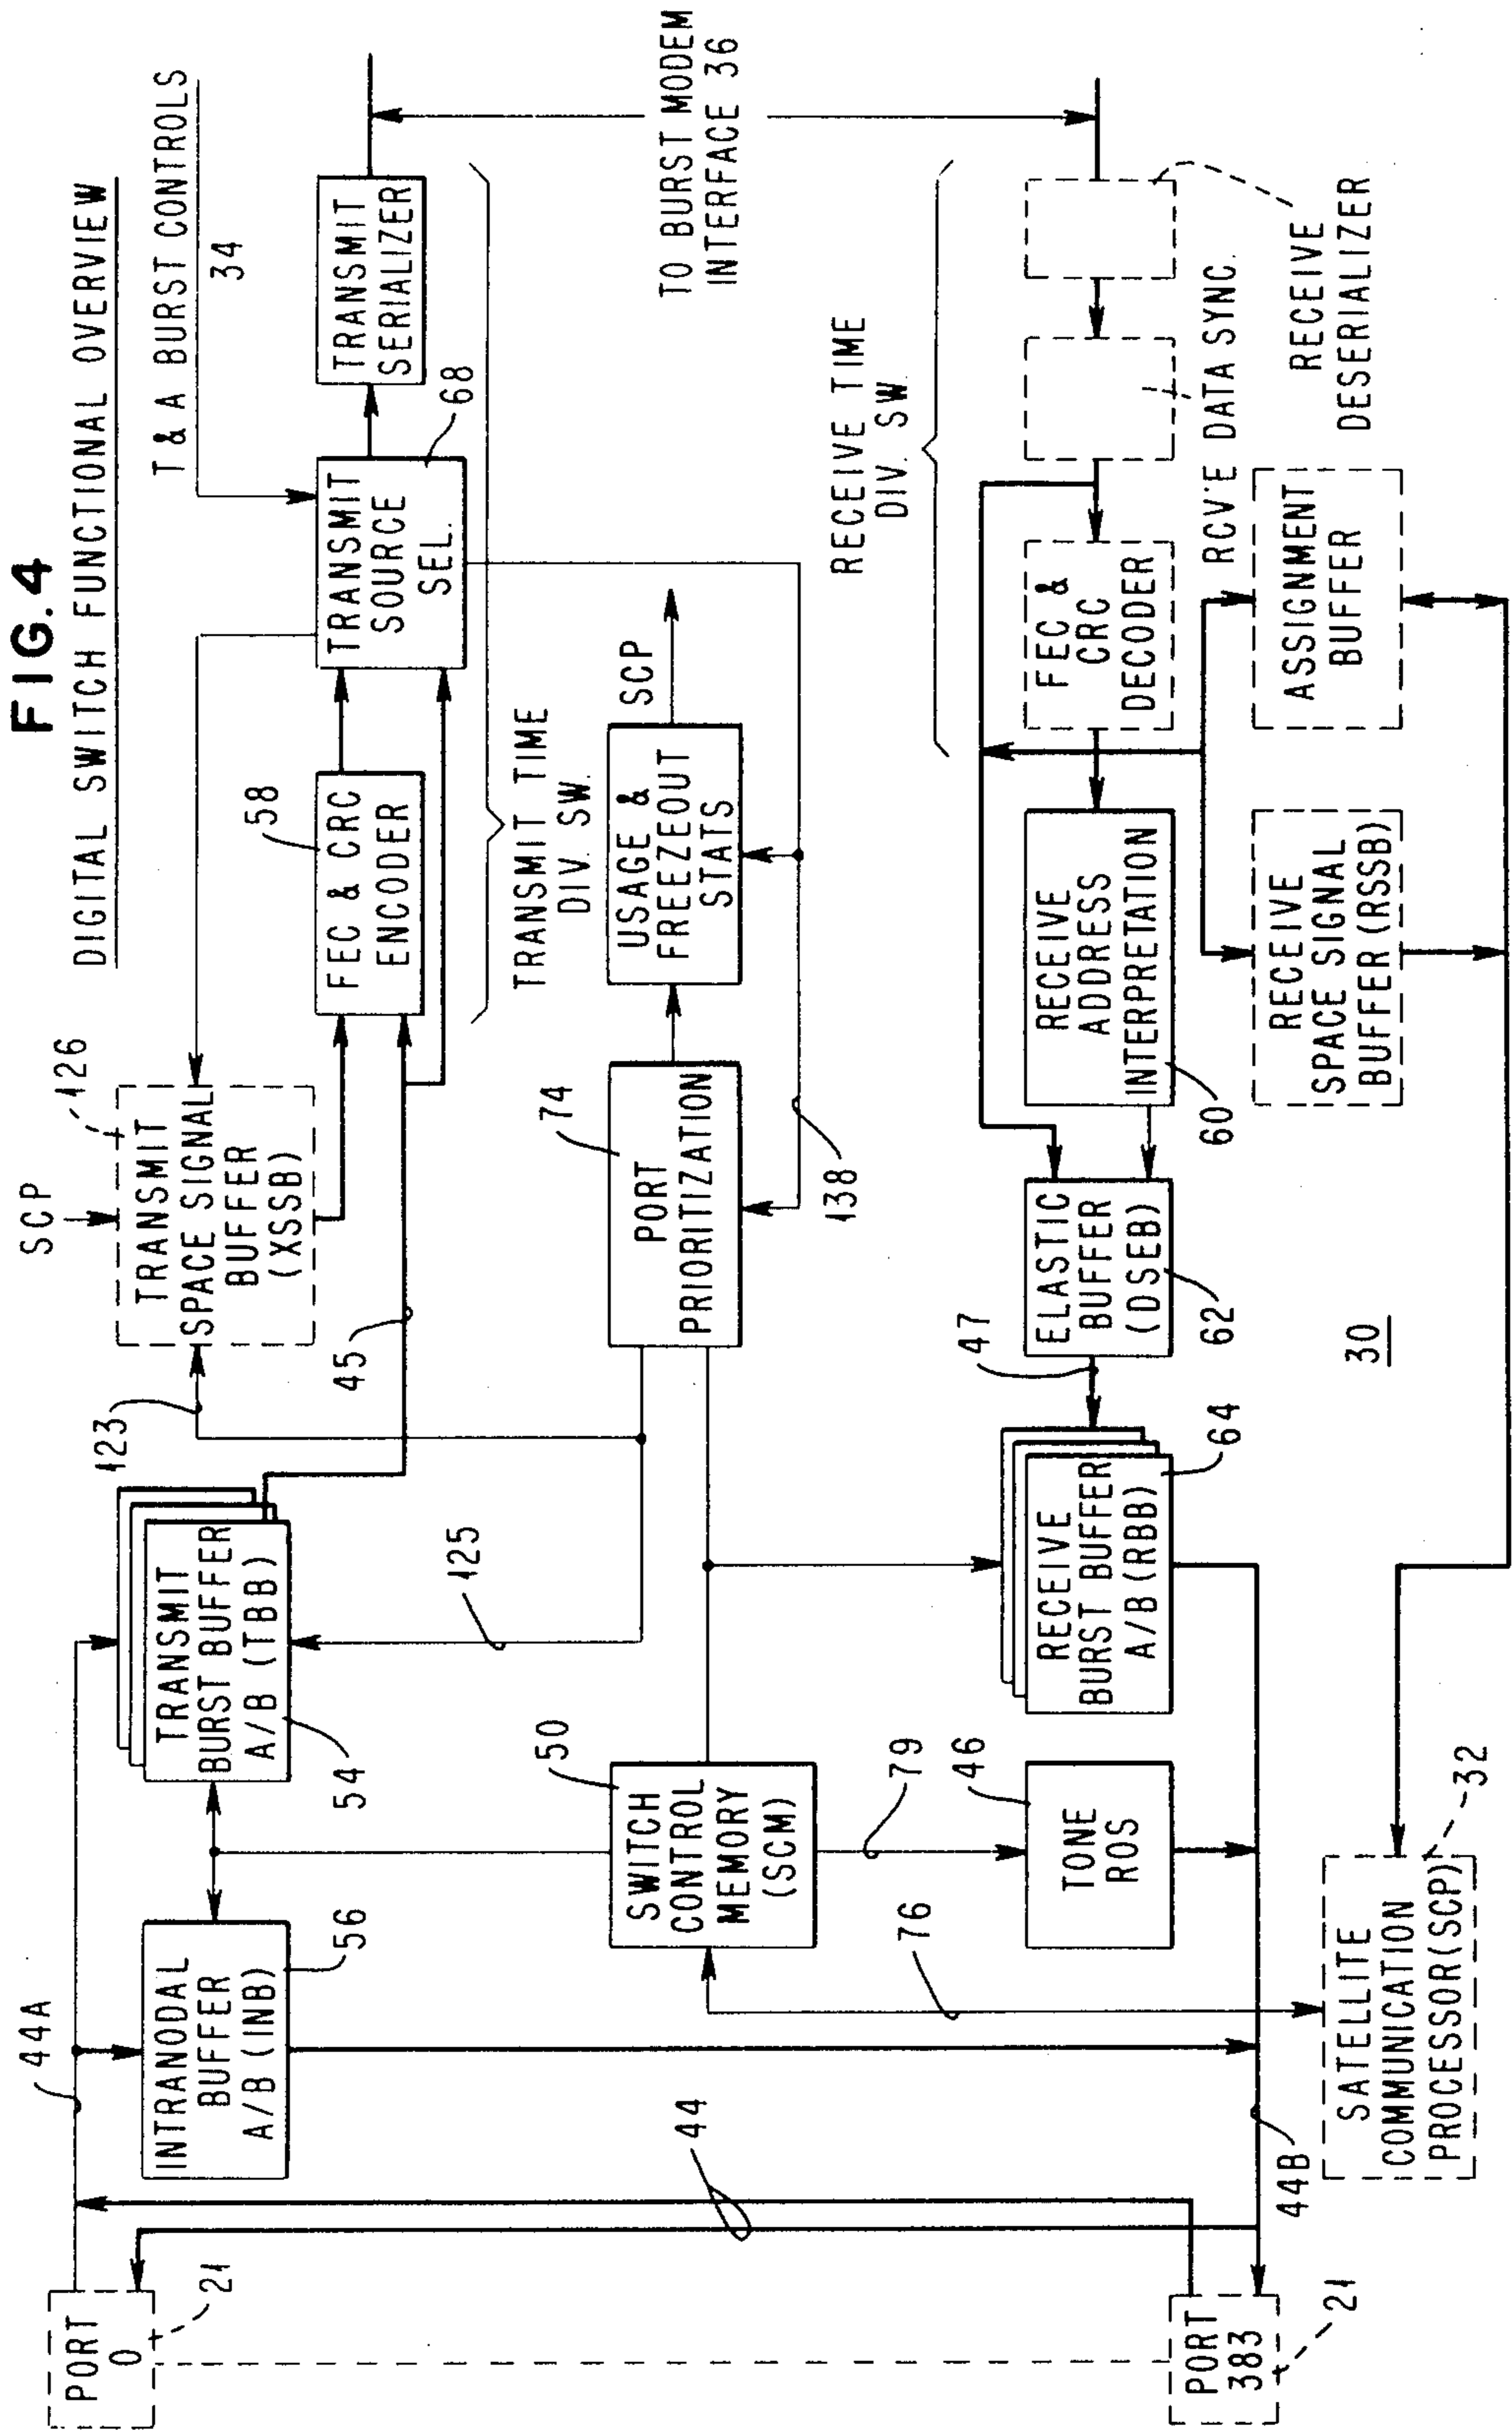 FIG.4
DIGITAL SWITCH FUNCTIONAL OVERVIEW
T & A BURST CONTROLS
34
SCP
126
TRANSMIT
SPACE SIGNAL
BUFFER
(XSSB)
123
44A
PORT
0
21
INTRANODAL
BUFFER
A/B (INB)
56
TRANSMIT
BURST BUFFER
A/B (TBB)
54
45
58
FEC & CRC
ENCODER
TRANSMIT
SOURCE
SEL.
68
TRANSMIT
SERIALIZER
TRANSMIT TIME
DIV. SW.
125
50
SWITCH
CONTROL
MEMORY
(SCM)
74
PORT
PRIORITIZATION
USAGE &
FREEZEOUT
STATS
SCP
138
TO BURST MODEM
INTERFACE 36
44
76
79
46
TONE
ROS
RECEIVE
BURST BUFFER
A/B (RBB)
64
47
ELASTIC
BUFFER
(DSEB)
62
RECEIVE
ADDRESS
INTERPRETATION
60
FEC &
CRC
DECODER
RECEIVE TIME
DIV. SW.
RCV'E DATA SYNC.
RECEIVE
DESERIALIZER
PORT
383
21
44B
SATELLITE
COMMUNICATION
PROCESSOR(SCP)
32
30
RECEIVE
SPACE SIGNAL
BUFFER (RSSB)
ASSIGNMENT
BUFFER